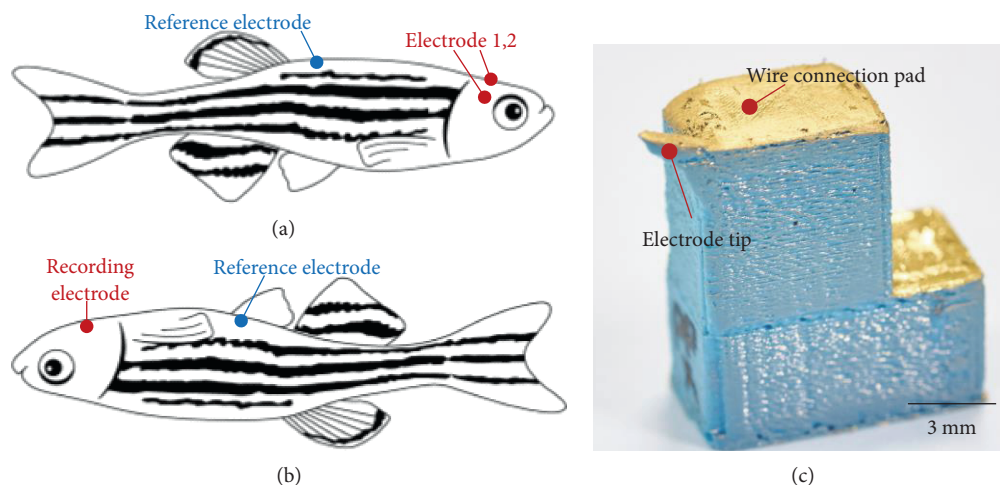 Reference electrode
Electrode 1,2
(a)
Recording
electrode
Reference electrode
(b)
Wire connection pad
Electrode tip
3 mm
(c)